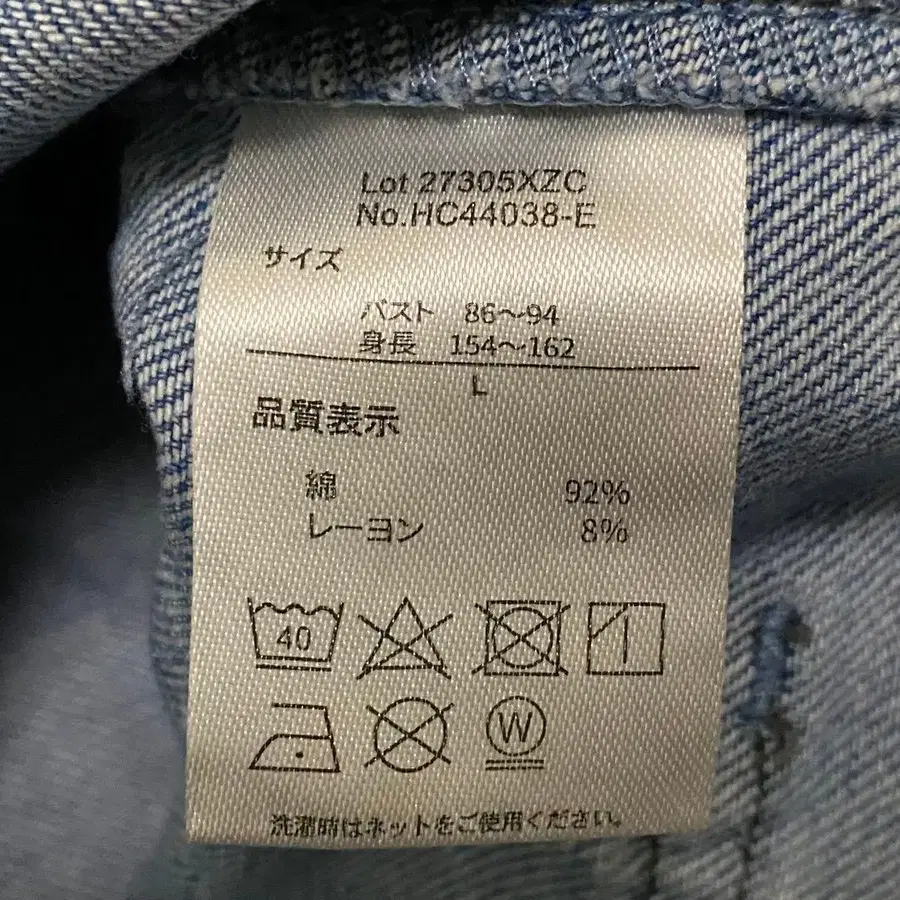 Lot 27305XZC
No.HC44038-E
サイズ
バスト 86～94
身長 154～162
L
品質表示
綿 92%
レーヨン 8%
40
W
洗濯時はネットをご使用ください。